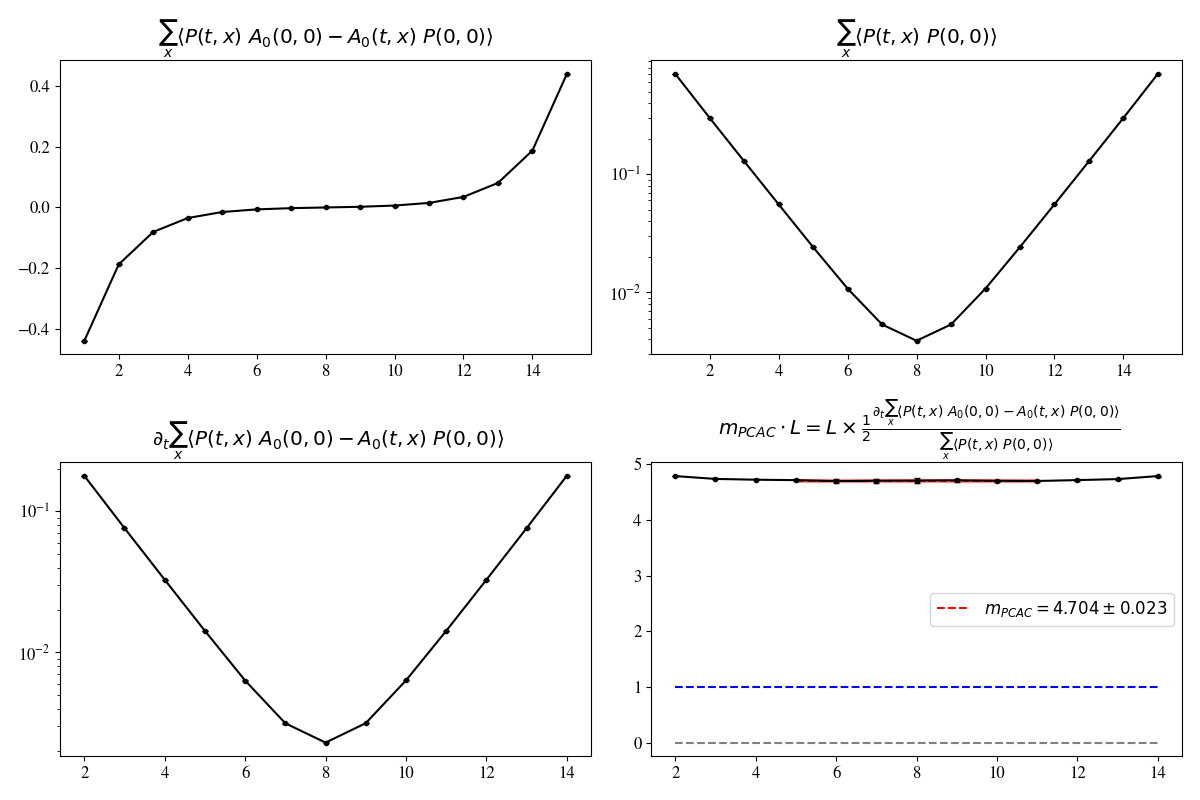 ∑ₓ⟨P(t, x) A₀(0, 0) − A₀(t, x) P(0, 0)⟩
0.4
0.2
0.0
−0.2
−0.4
2 4 6 8 10 12 14
∑ₓ⟨P(t, x) P(0, 0)⟩
10⁻¹
10⁻²
2 4 6 8 10 12 14
∂ₜ∑ₓ⟨P(t, x) A₀(0, 0) − A₀(t, x) P(0, 0)⟩
10⁻¹
10⁻²
2 4 6 8 10 12 14
m_PCAC · L = L × ½ ∂ₜ∑ₓ⟨P(t, x) A₀(0, 0) − A₀(t, x) P(0, 0)⟩ / ∑ₓ⟨P(t, x) P(0, 0)⟩
5
4
3
2
1
0
m_PCAC = 4.704 ± 0.023
2 4 6 8 10 12 14